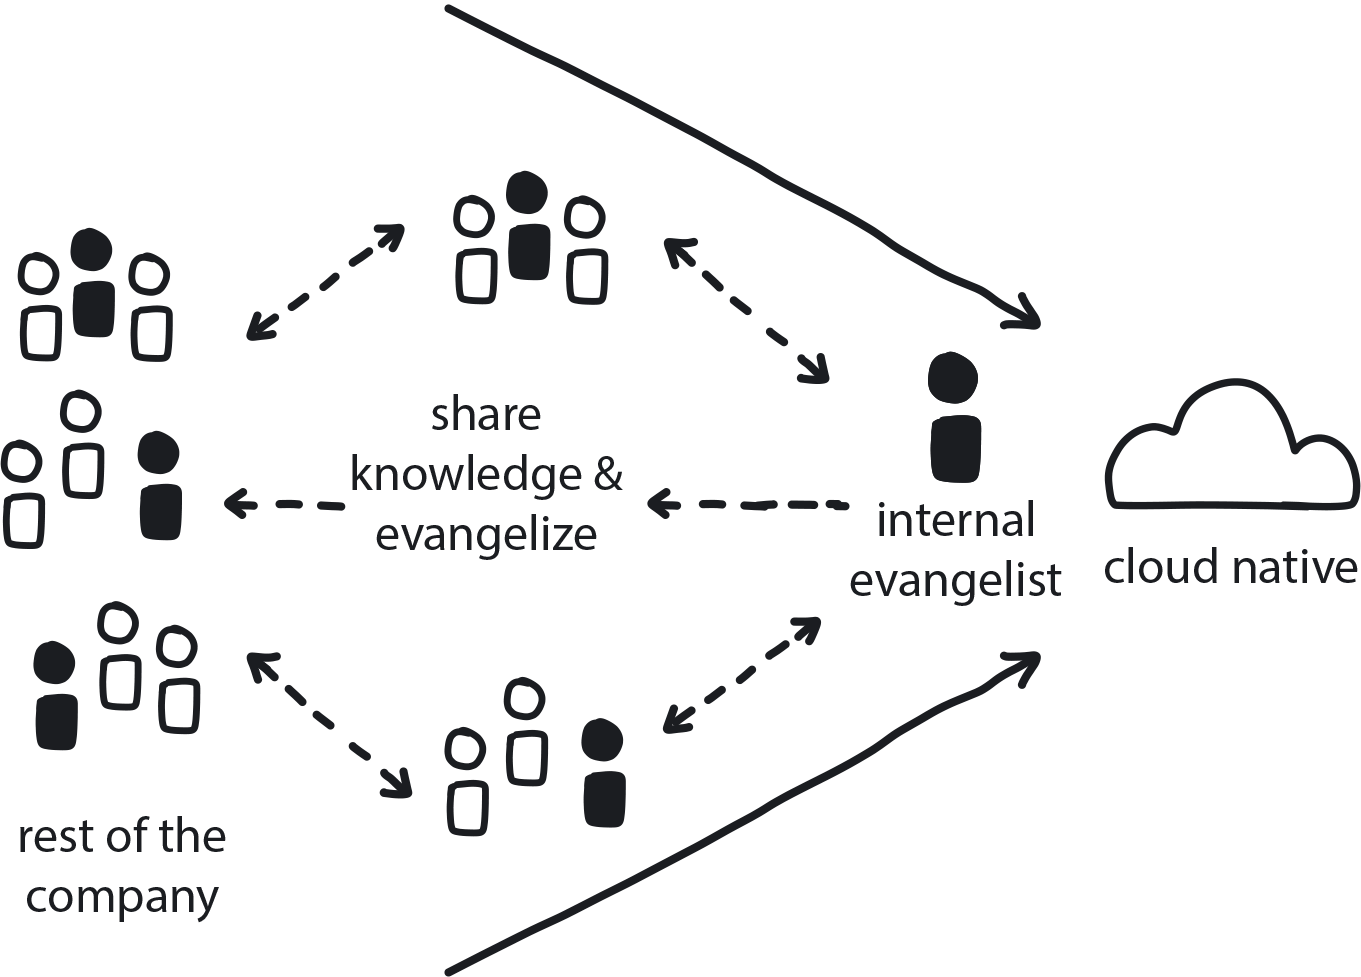 share
knowledge &
evangelize
internal
evangelist
cloud native
rest of the
company